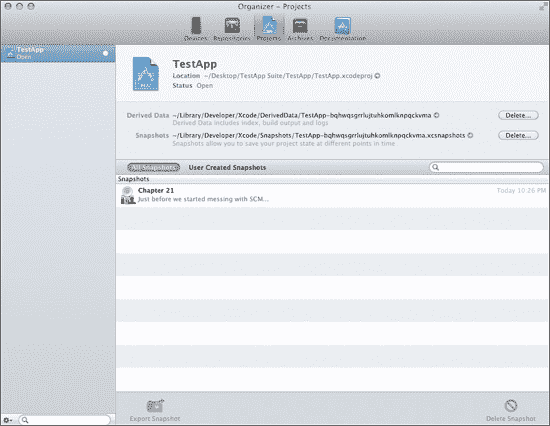 Organizer – Projects
Devices Repositories Projects Archives Documentation
TestApp
Open
TestApp
Location ~/Desktop/TestApp Suite/TestApp/TestApp.xcodeproj
Status Open
Derived Data ~/Library/Developer/Xcode/DerivedData/TestApp-bqhwqsgrrlujtuhkomlknpqckvma Delete...
Derived Data includes index, build output and logs
Snapshots ~/Library/Developer/Xcode/Snapshots/TestApp-bqhwqsgrrlujtuhkomlknpqckvma.xcsnapshots Delete...
Snapshots allow you to save your project state at different points in time.
All Snapshots User Created Snapshots
Snapshots
Chapter 21 Today 10:26 PM
Just before we started messing with SCM...
Export Snapshot Delete Snapshot